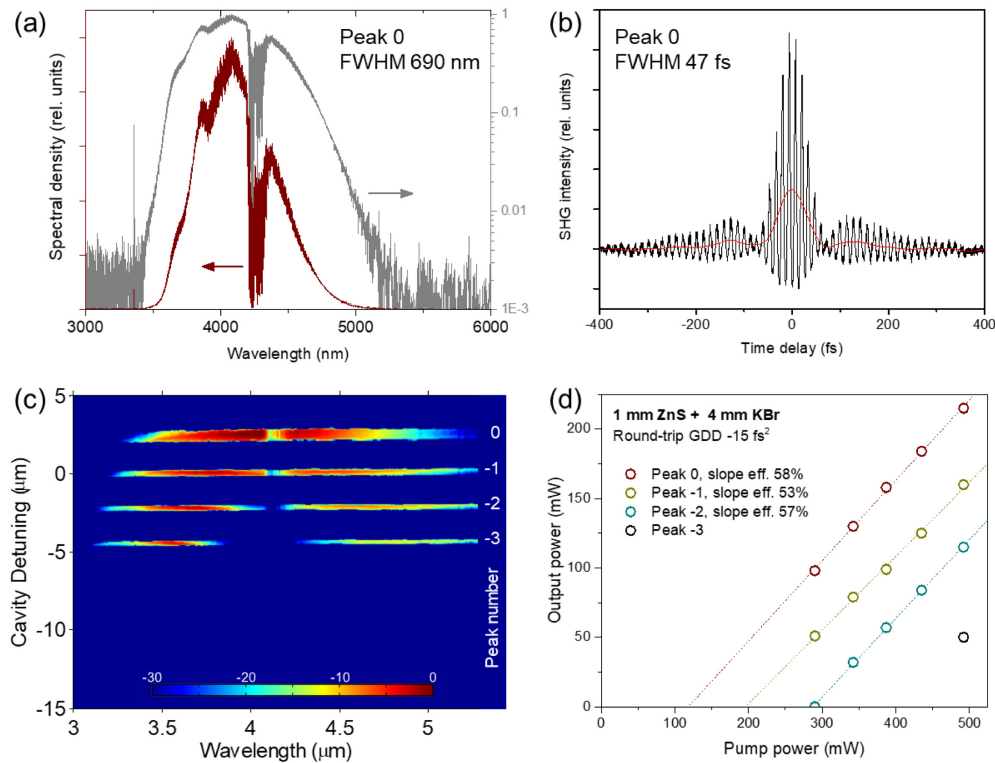 (a)
Peak 0
FWHM 690 nm
Spectral density (rel. units)
1
0.1
0.01
1E-3
3000 4000 5000 6000
Wavelength (nm)
(b)
Peak 0
FWHM 47 fs
SHG intensity (rel. units)
-400 -200 0 200 400
Time delay (fs)
(c)
Cavity Detuning (μm)
5
0
-5
-10
-15
0
-1
-2
-3
Peak number
-30 -20 -10 0
3 3.5 4 4.5 5
Wavelength (μm)
(d)
1 mm ZnS + 4 mm KBr
Round-trip GDD -15 fs²
Peak 0, slope eff. 58%
Peak -1, slope eff. 53%
Peak -2, slope eff. 57%
Peak -3
Output power (mW)
200
150
100
50
0
0 100 200 300 400 500
Pump power (mW)